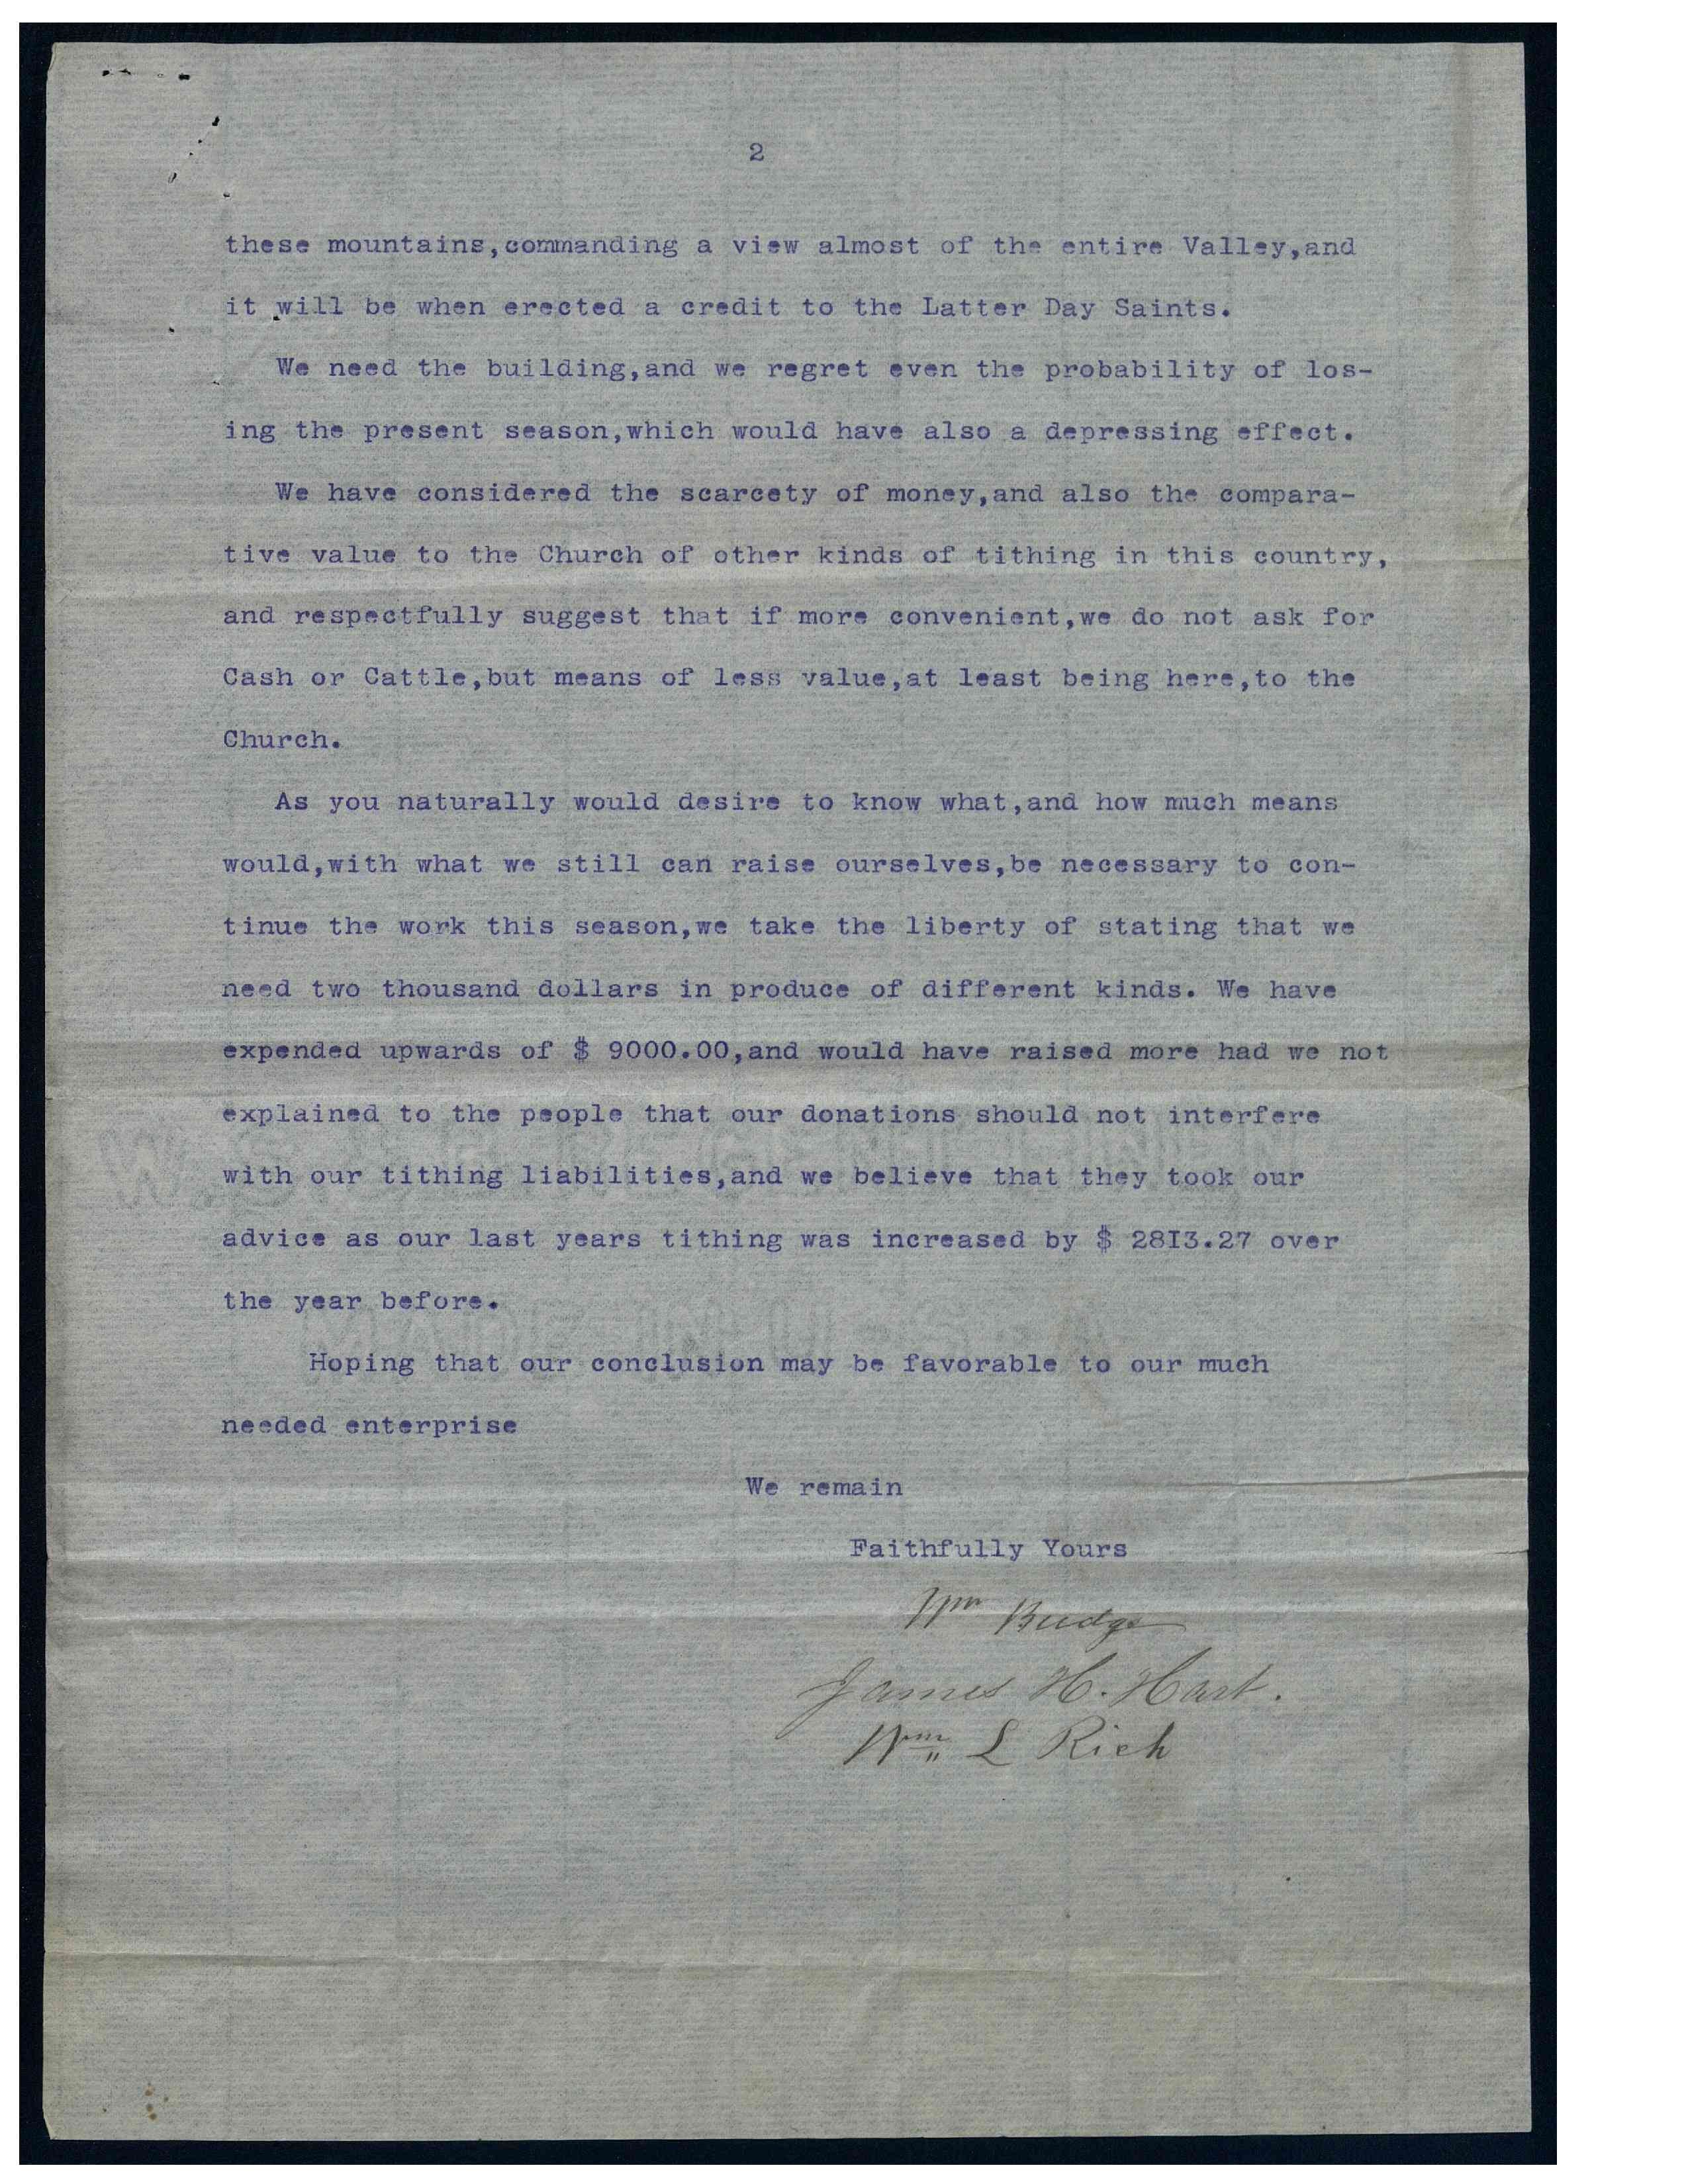 2
these mountains,commanding a view almost of the entire Valley,and
it will be when erected a credit to the Latter Day Saints.
We need the building,and we regret even the probability of los-
ing the present season,which would have also a depressing effect.
We have considered the scarcety of money,and also the compara-
tive value to the Church of other kinds of tithing in this country,
and respectfully suggest that if more convenient,we do not ask for
Cash or Cattle,but means of less value,at least being here,to the
Church.
As you naturally would desire to know what,and how much means
would,with what we still can raise ourselves,be necessary to con-
tinue the work this season,we take the liberty of stating that we
need two thousand dollars in produce of different kinds. We have
expended upwards of $ 9000.00,and would have raised more had we not
explained to the people that our donations should not interfere
with our tithing liabilities,and we believe that they took our
advice as our last years tithing was increased by $ 28I3.27 over
the year before.
Hoping that our conclusion may be favorable to our much
needed enterprise
We remain
Faithfully Yours
Wm Budge
James H. Hart.
Wm L Rich